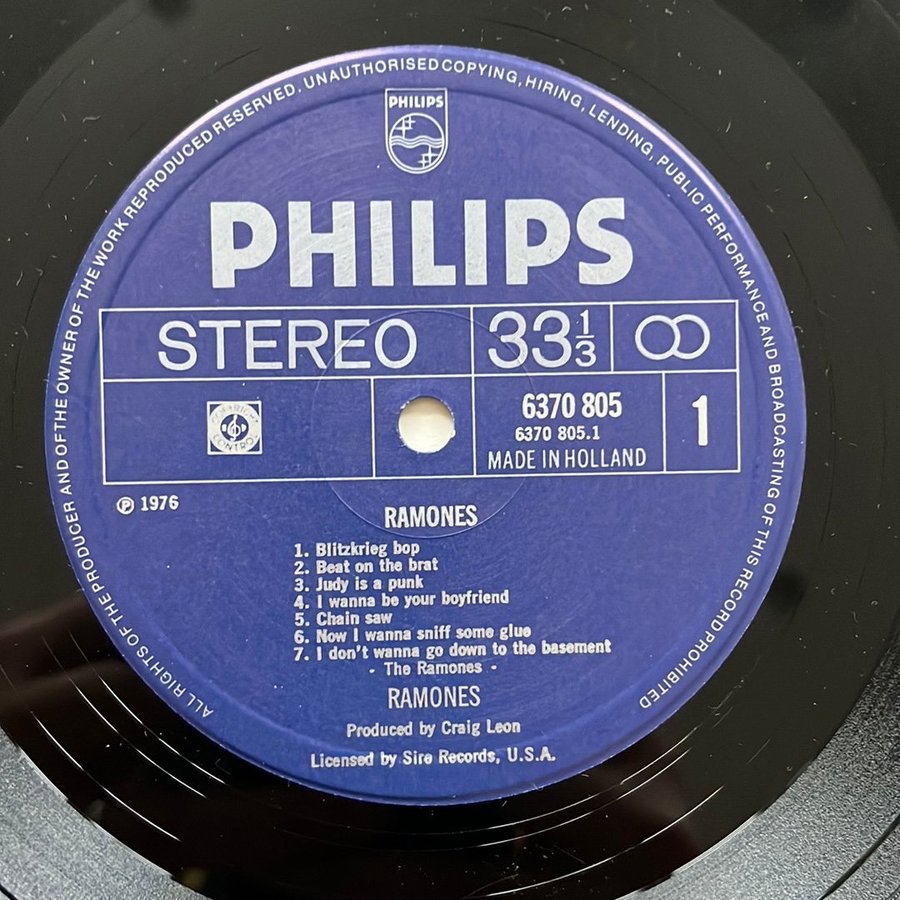 ALL RIGHTS OF THE PRODUCER AND OF THE OWNER OF THE WORK REPRODUCED RESERVED. UNAUTHORISED COPYING, HIRING, LENDING, PUBLIC PERFORMANCE AND BROADCASTING OF THIS RECORD PROHIBITED
PHILIPS
PHILIPS
STEREO 33⅓
COPYRIGHT CONTROL
6370 805
6370 805.1
MADE IN HOLLAND
1
℗ 1976
RAMONES
1. Blitzkrieg bop
2. Beat on the brat
3. Judy is a punk
4. I wanna be your boyfriend
5. Chain saw
6. Now I wanna sniff some glue
7. I don't wanna go down to the basement
- The Ramones -
RAMONES
Produced by Craig Leon
Licensed by Sire Records, U.S.A.